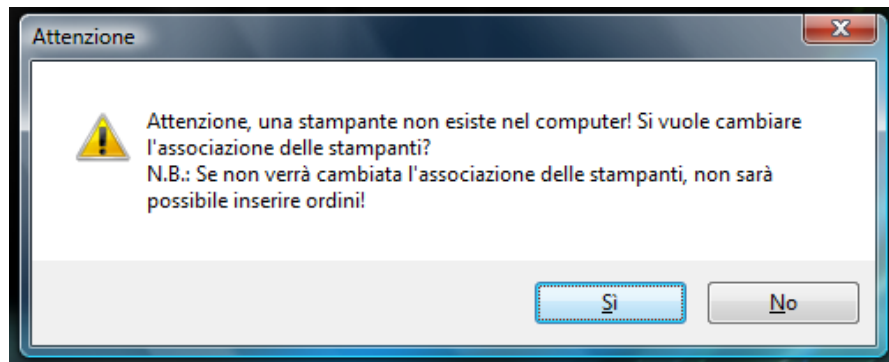 Attenzione
Attenzione, una stampante non esiste nel computer! Si vuole cambiare
l'associazione delle stampanti?
N.B.: Se non verrà cambiata l'associazione delle stampanti, non sarà
possibile inserire ordini!
Sì
No